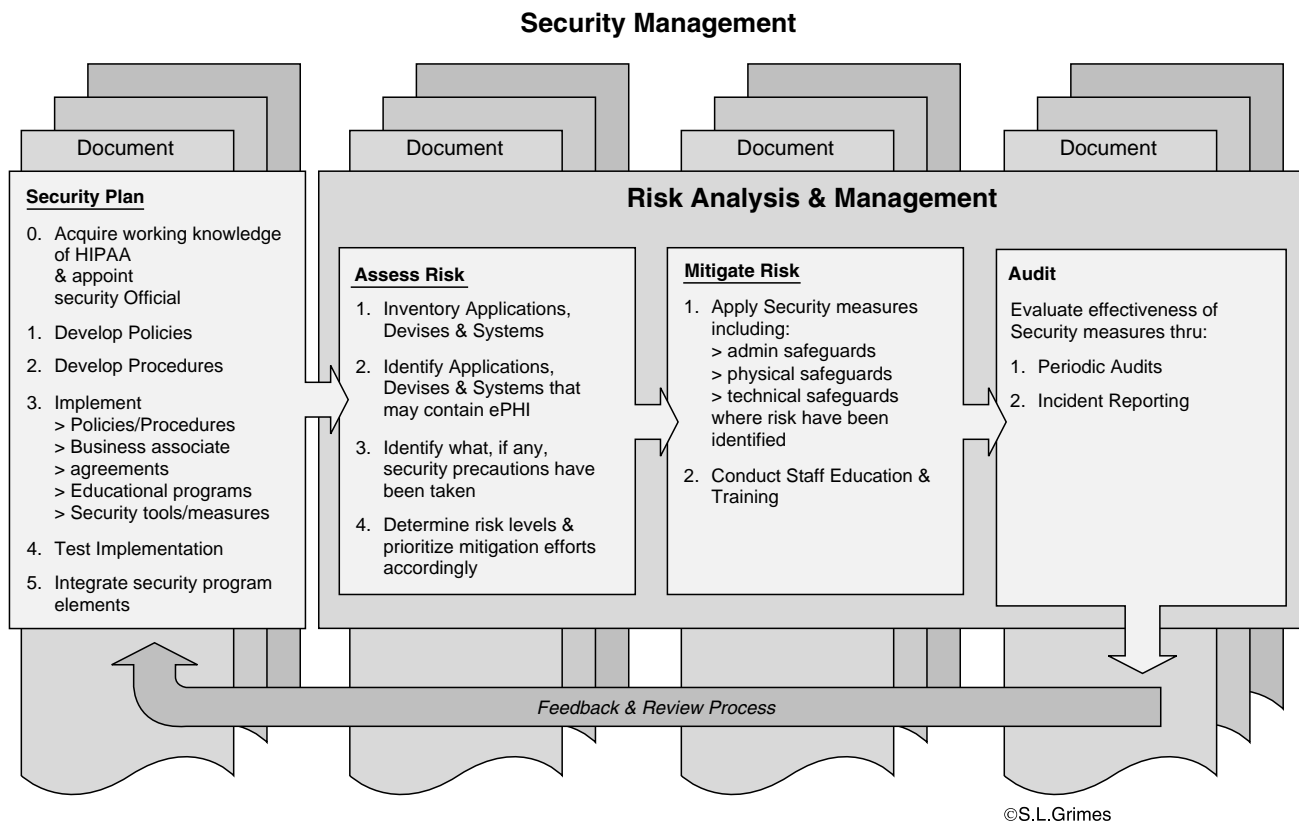 Security Management
Document
Document
Document
Document
Security Plan
0. Acquire working knowledge
of HIPAA
& appoint
security Official
1. Develop Policies
2. Develop Procedures
3. Implement
> Policies/Procedures
> Business associate
> agreements
> Educational programs
> Security tools/measures
4. Test Implementation
5. Integrate security program
elements
Risk Analysis & Management
Assess Risk
1. Inventory Applications,
Devises & Systems
2. Identify Applications,
Devises & Systems that
may contain ePHI
3. Identify what, if any,
security precautions have
been taken
4. Determine risk levels &
prioritize mitigation efforts
accordingly
Mitigate Risk
1. Apply Security measures
including:
> admin safeguards
> physical safeguards
> technical safeguards
where risk have been
identified
2. Conduct Staff Education &
Training
Audit
Evaluate effectiveness of
Security measures thru:
1. Periodic Audits
2. Incident Reporting
Feedback & Review Process
©S.L.Grimes